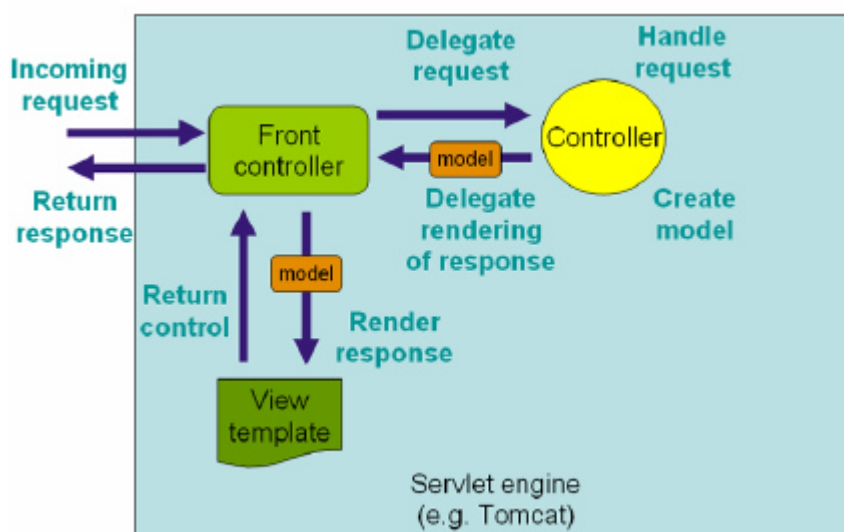 Incoming
request
Return
response
Front
controller
Delegate
request
model
Delegate
rendering
of response
Handle
request
Controller
Create
model
Return
control
model
Render
response
View
template
Servlet engine
(e.g. Tomcat)